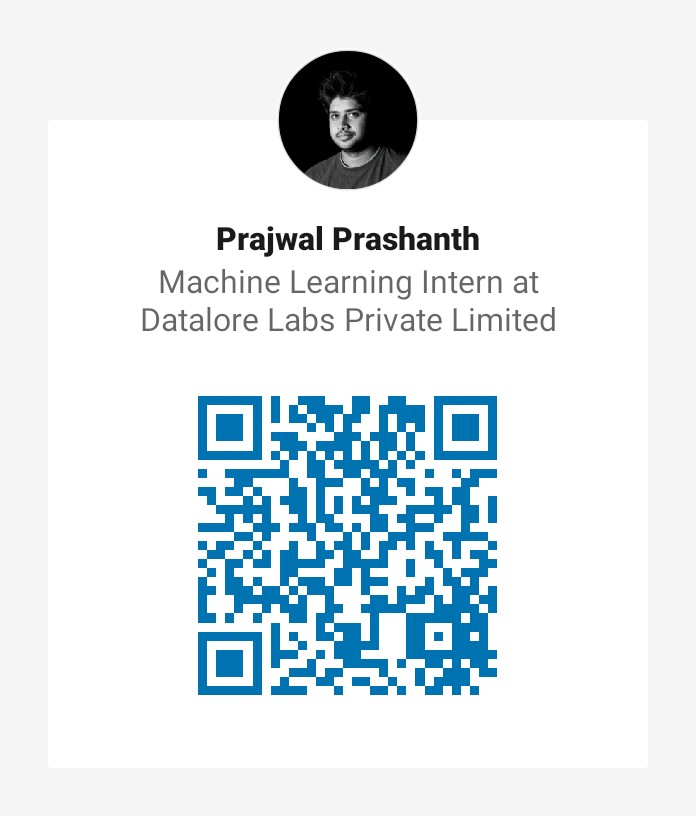 Prajwal Prashanth
Machine Learning Intern at
Datalore Labs Private Limited